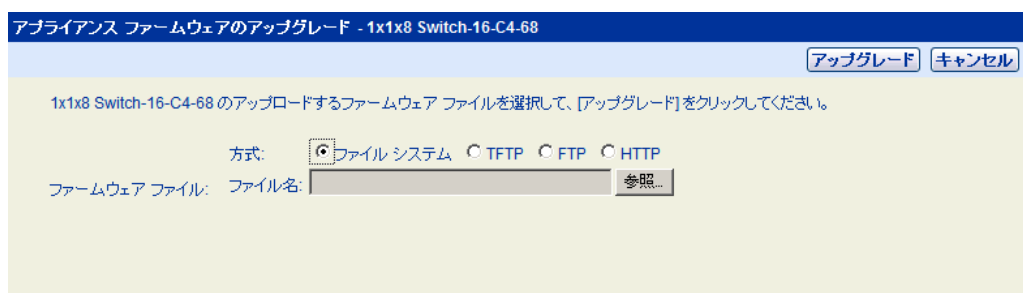 アプライアンス ファームウェアのアップグレード - 1x1x8 Switch-16-C4-68
アップグレード キャンセル
1x1x8 Switch-16-C4-68 のアップロードするファームウェア ファイルを選択して、[アップグレード] をクリックしてください。
方式: ファイル システム TFTP FTP HTTP
ファームウェア ファイル: ファイル名: 参照...